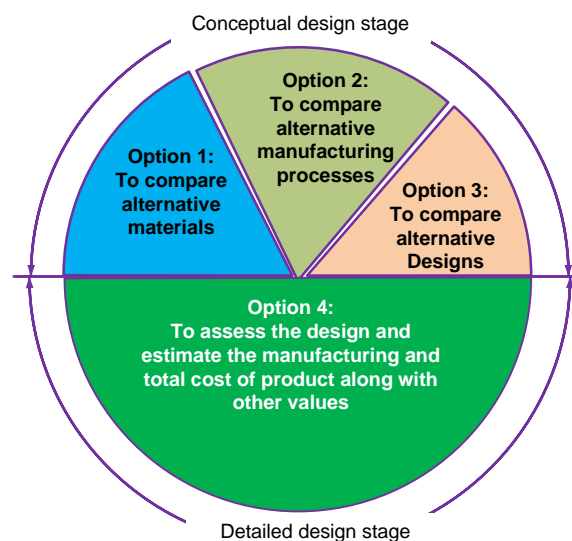 Conceptual design stage
Option 2:
To compare
alternative
manufacturing
processes
Option 1:
To compare
alternative
materials
Option 3:
To compare
alternative
Designs
Option 4:
To assess the design and
estimate the manufacturing and
total cost of product along with
other values
Detailed design stage